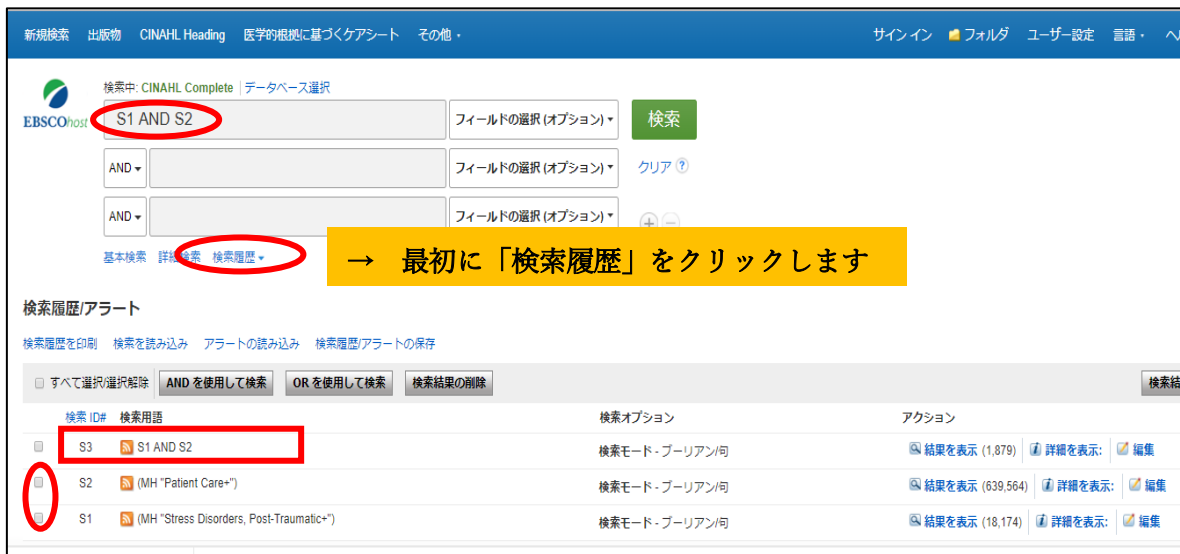 新規検索 出版物 CINAHL Heading 医学的根拠に基づくケアシート その他 サインイン フォルダ ユーザー設定 言語
検索中: CINAHL Complete データベース選択
EBSCOhost S1 AND S2 フィールドの選択 (オプション) 検索
AND フィールドの選択 (オプション) クリア ?
AND フィールドの選択 (オプション)
基本検索 詳細検索 検索履歴
→ 最初に「検索履歴」をクリックします
検索履歴/アラート
検索履歴を印刷 検索を読み込み アラートの読み込み 検索履歴/アラートの保存
すべて選択/選択解除 AND を使用して検索 OR を使用して検索 検索結果の削除 検索結
検索 ID# 検索用語 検索オプション アクション
S3 S1 AND S2 検索モード - ブーリアン/句 結果を表示 (1,879) 詳細を表示: 編集
S2 (MH "Patient Care+") 検索モード - ブーリアン/句 結果を表示 (639,564) 詳細を表示: 編集
S1 (MH "Stress Disorders, Post-Traumatic+") 検索モード - ブーリアン/句 結果を表示 (18,174) 詳細を表示: 編集